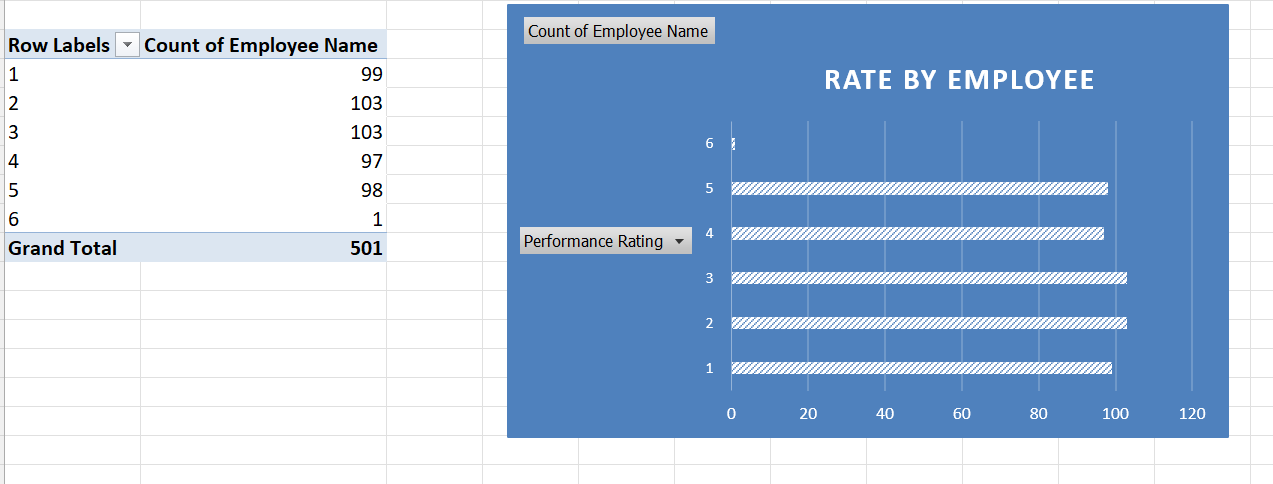 Row Labels Count of Employee Name
1 99
2 103
3 103
4 97
5 98
6 1
Grand Total 501
Count of Employee Name
RATE BY EMPLOYEE
Performance Rating
6
5
4
3
2
1
0 20 40 60 80 100 120